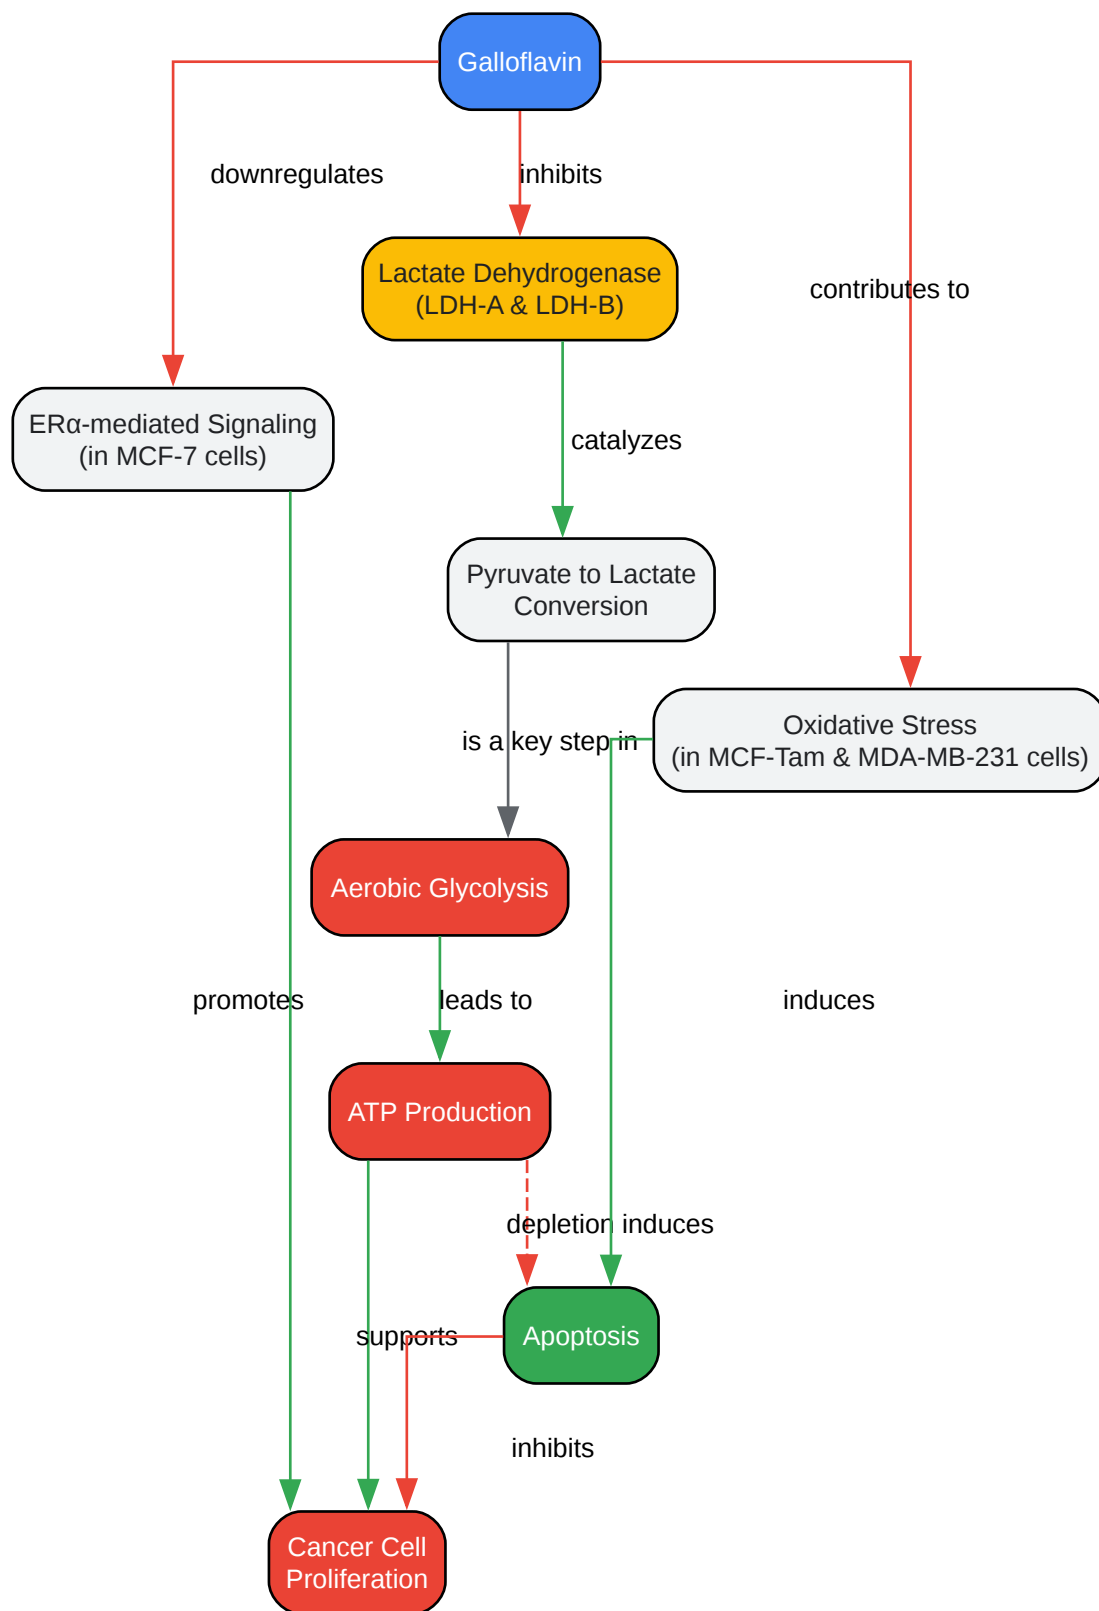 Galloflavin
downregulates
inhibits
Lactate Dehydrogenase
(LDH-A & LDH-B)
contributes to
ERα-mediated Signaling
(in MCF-7 cells)
catalyzes
Pyruvate to Lactate
Conversion
is a key step in
Oxidative Stress
(in MCF-Tam & MDA-MB-231 cells)
Aerobic Glycolysis
promotes
leads to
induces
ATP Production
depletion induces
supports
Apoptosis
inhibits
Cancer Cell
Proliferation